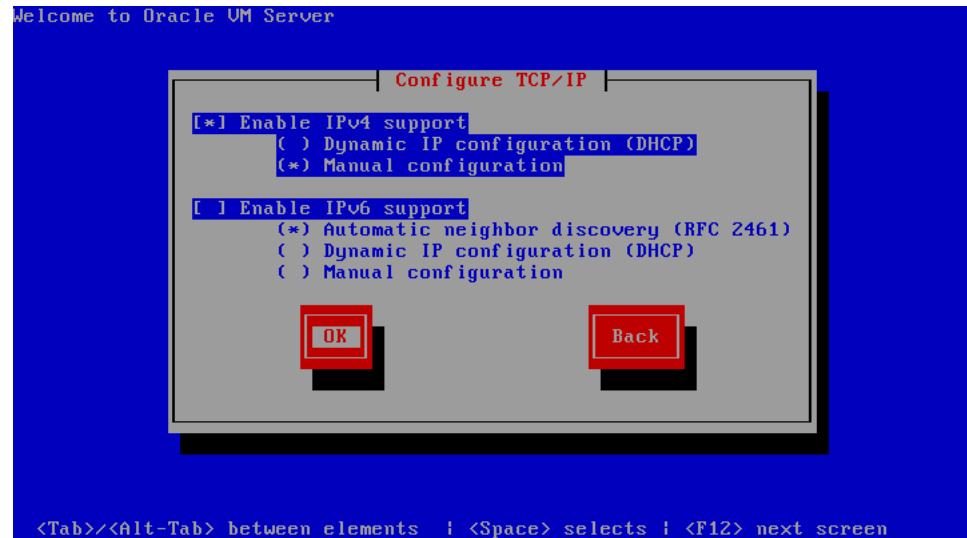 Welcome to Oracle VM Server
Configure TCP/IP
[*] Enable IPv4 support
( ) Dynamic IP configuration (DHCP)
(*) Manual configuration
[ ] Enable IPv6 support
(*) Automatic neighbor discovery (RFC 2461)
( ) Dynamic IP configuration (DHCP)
( ) Manual configuration
OK Back
<Tab>/<Alt-Tab> between elements | <Space> selects | <F12> next screen